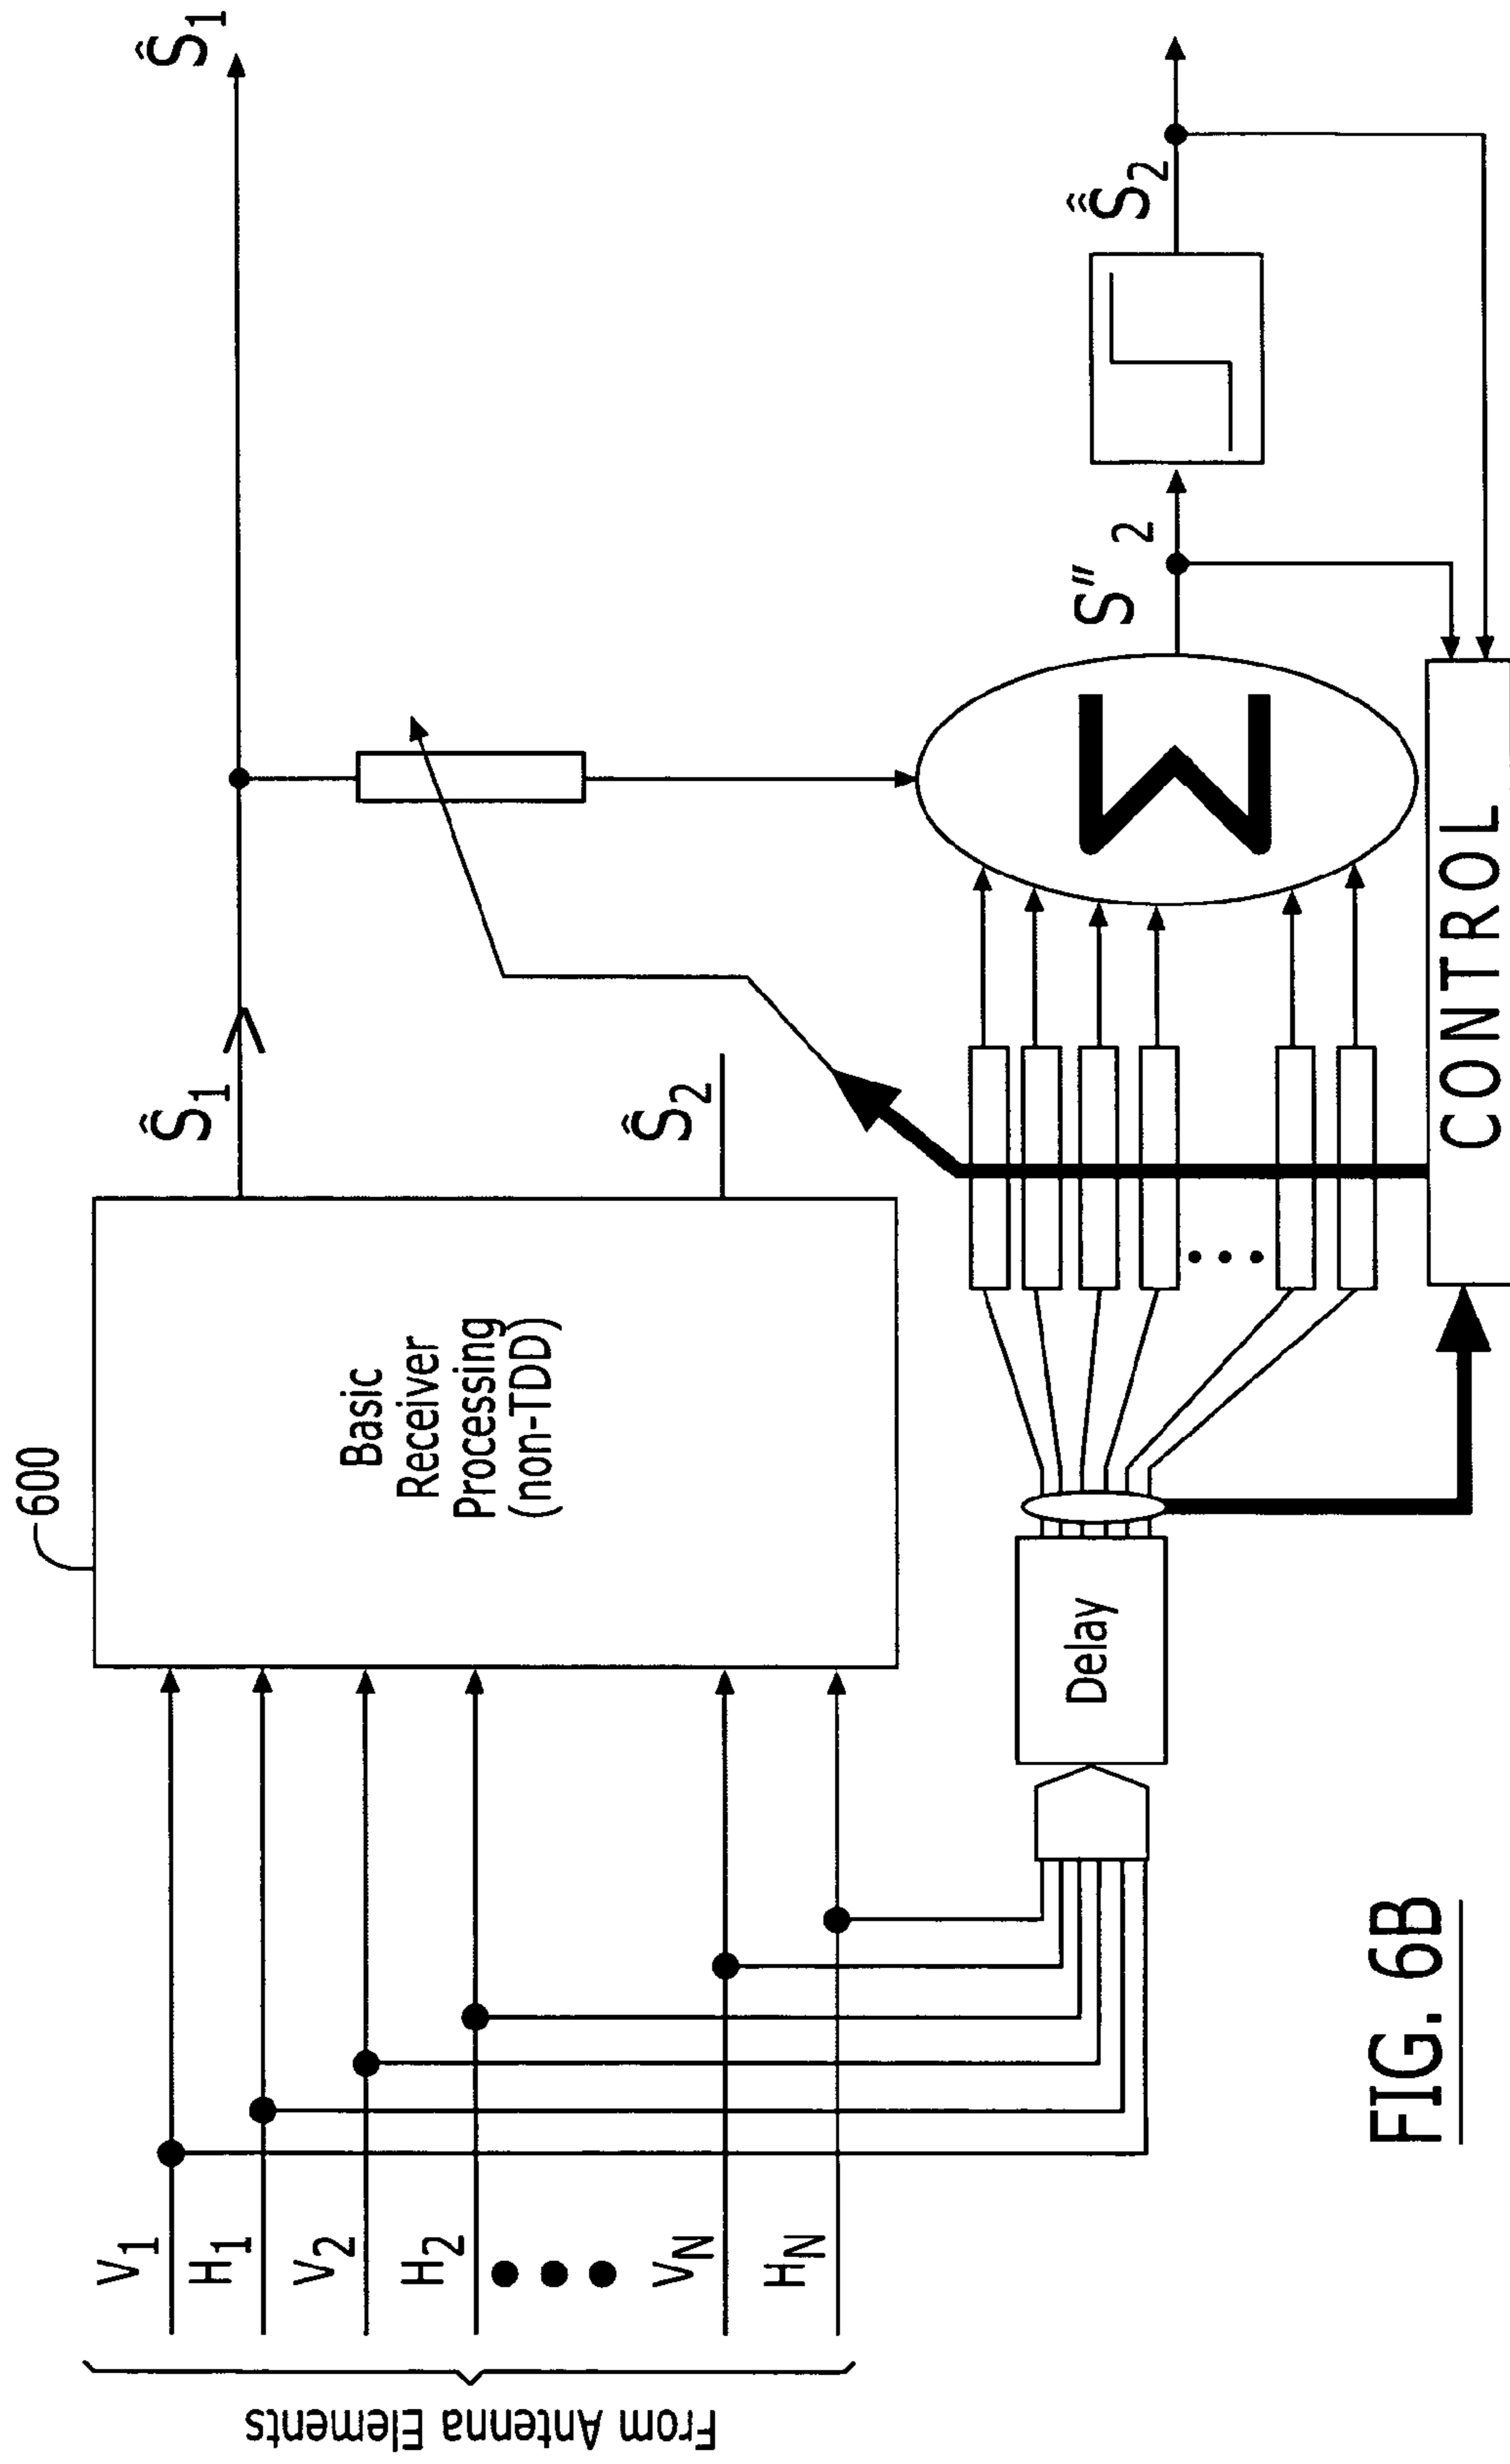 600
Basic
Receiver
Processing
(non-TDD)
From Antenna Elements
V1
H1
V2
H2
VN
HN
Ŝ1
Ŝ1
Ŝ2
Delay
Σ
S″2
Ŝ̂2
CONTROL
FIG. 6B